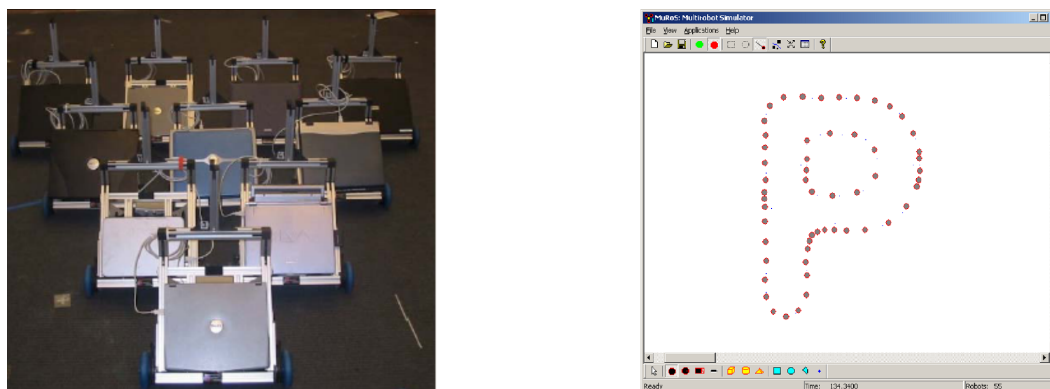 MuRoS: Multirobot Simulator
File View Applications Help
Ready
Time: 134.3400
Robots: 55